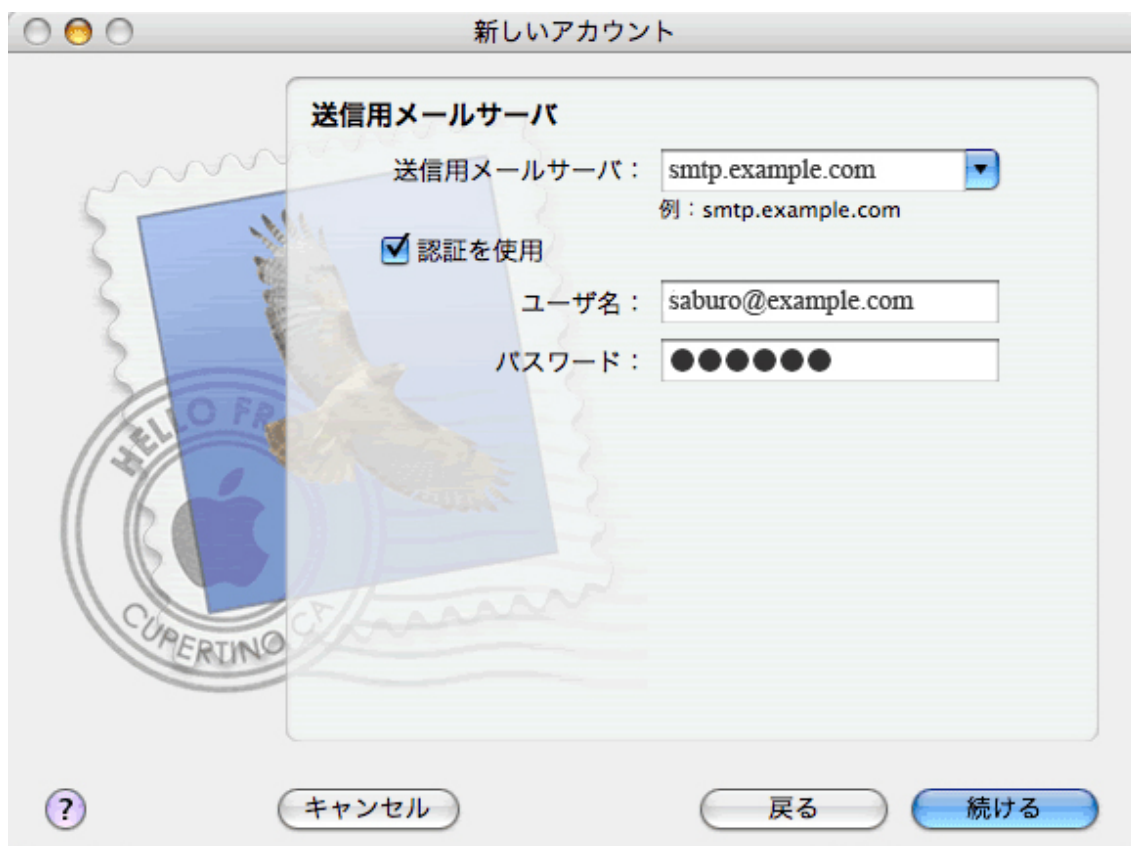 新しいアカウント
送信用メールサーバ
送信用メールサーバ： smtp.example.com
例：smtp.example.com
認証を使用
ユーザ名： saburo@example.com
パスワード： ●●●●●●
HELLO FR
CUPERTINO CA
? キャンセル 戻る 続ける